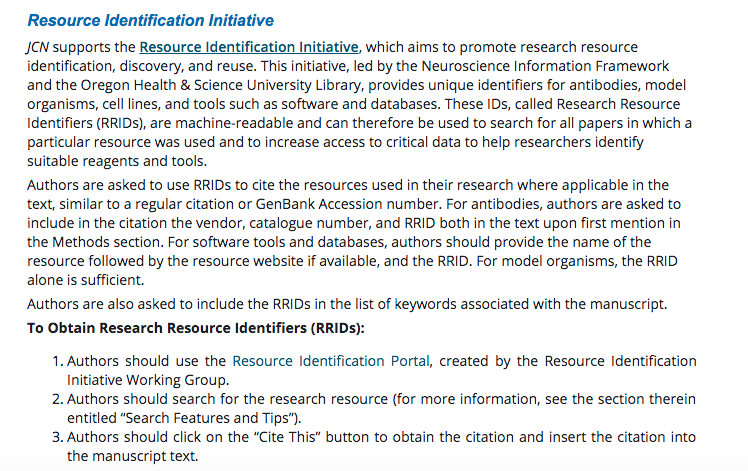 Resource Identification Initiative
JCN supports the Resource Identification Initiative, which aims to promote research resource
identification, discovery, and reuse. This initiative, led by the Neuroscience Information Framework
and the Oregon Health & Science University Library, provides unique identifiers for antibodies, model
organisms, cell lines, and tools such as software and databases. These IDs, called Research Resource
Identifiers (RRIDs), are machine-readable and can therefore be used to search for all papers in which a
particular resource was used and to increase access to critical data to help researchers identify
suitable reagents and tools.
Authors are asked to use RRIDs to cite the resources used in their research where applicable in the
text, similar to a regular citation or GenBank Accession number. For antibodies, authors are asked to
include in the citation the vendor, catalogue number, and RRID both in the text upon first mention in
the Methods section. For software tools and databases, authors should provide the name of the
resource followed by the resource website if available, and the RRID. For model organisms, the RRID
alone is sufficient.
Authors are also asked to include the RRIDs in the list of keywords associated with the manuscript.
To Obtain Research Resource Identifiers (RRIDs):
1. Authors should use the Resource Identification Portal, created by the Resource Identification
Initiative Working Group.
2. Authors should search for the research resource (for more information, see the section therein
entitled “Search Features and Tips”).
3. Authors should click on the “Cite This” button to obtain the citation and insert the citation into
the manuscript text.